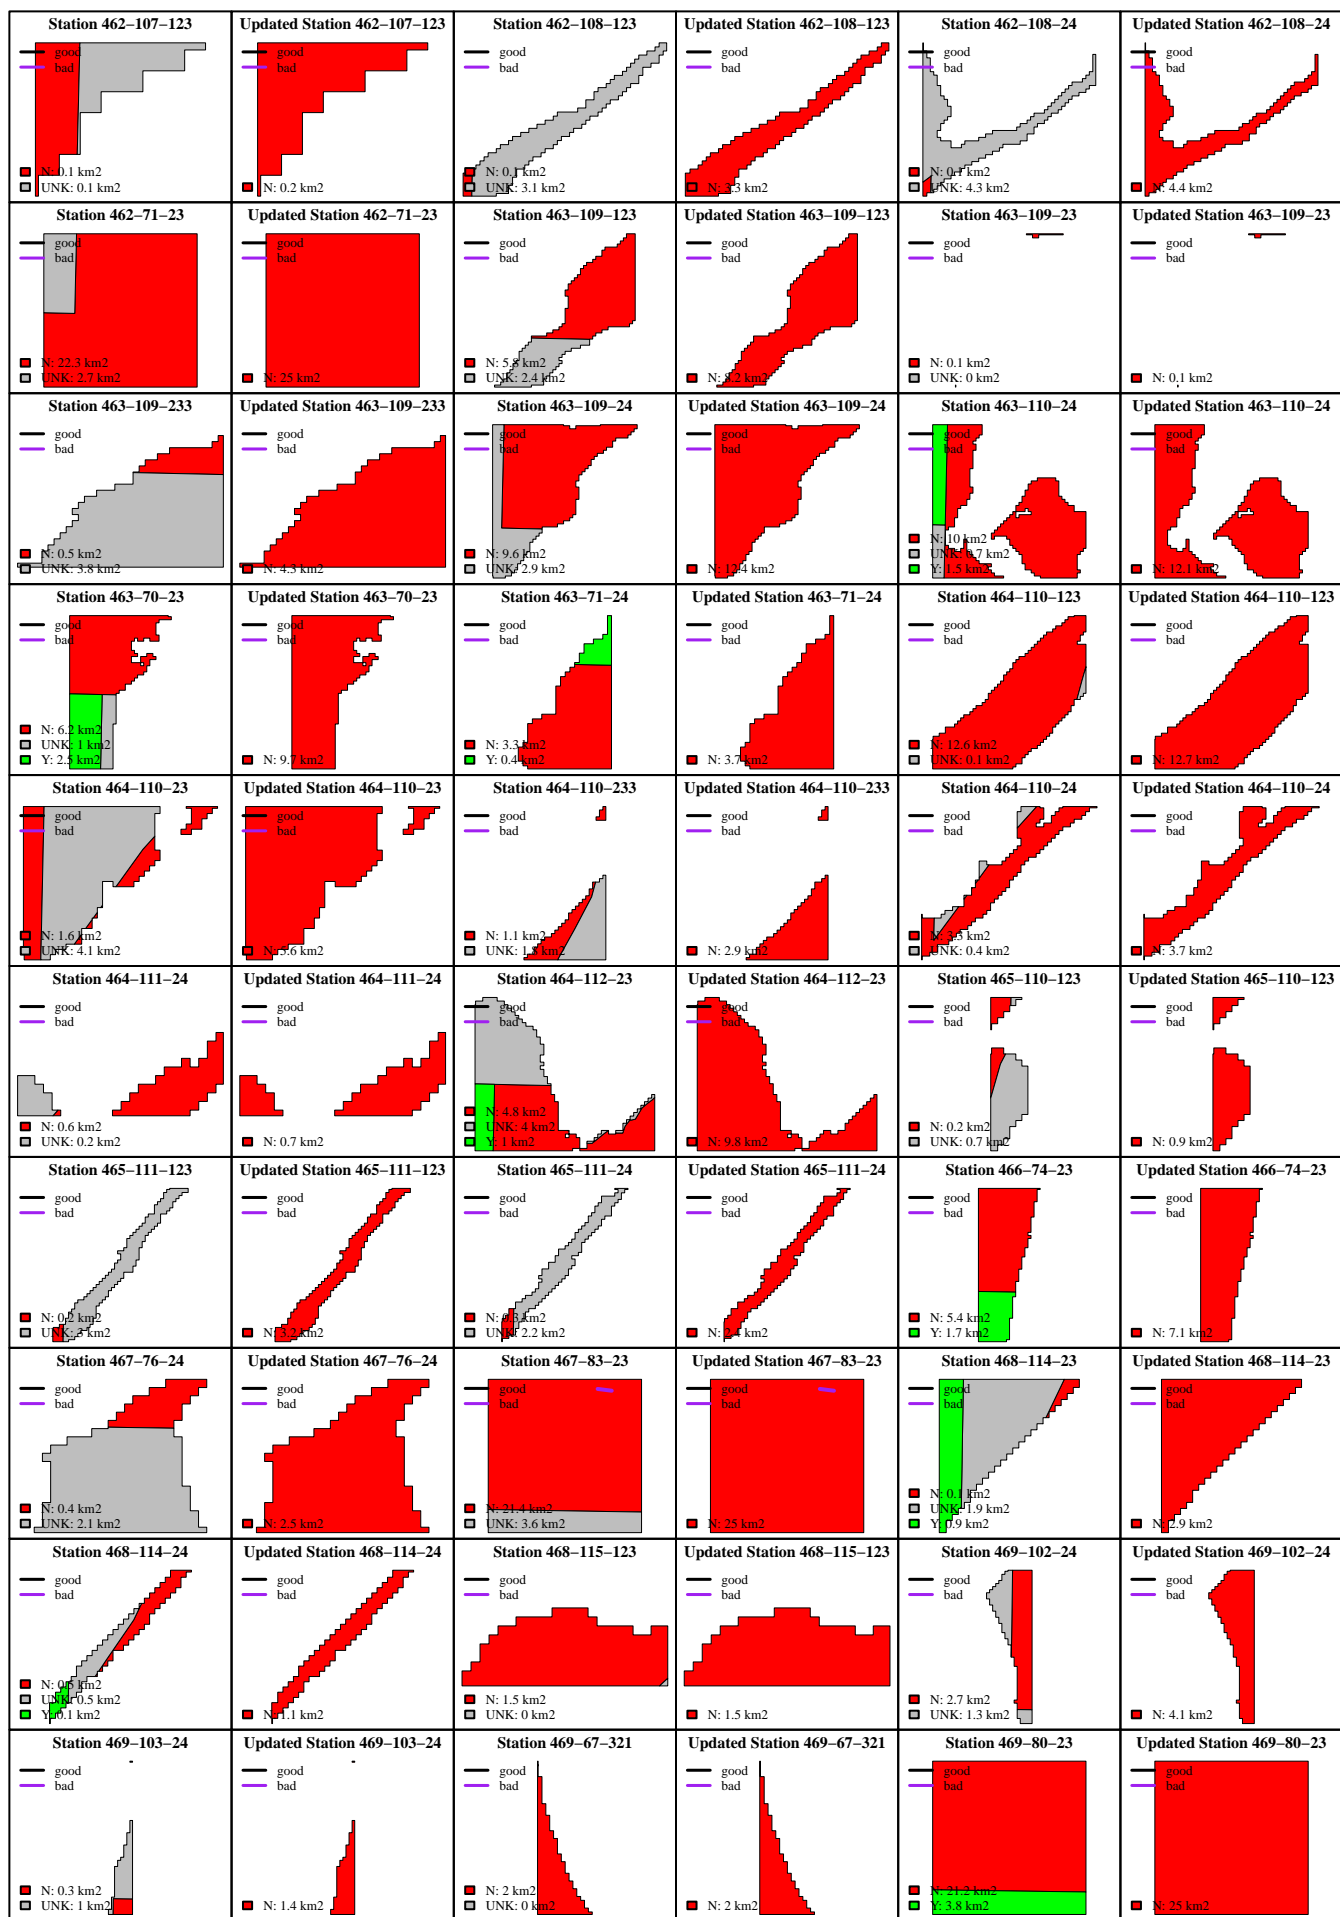 Station 462−107−123
good
bad
N: 0.1 km2
UNK: 0.1 km2
Updated Station 462−107−123
good
bad
N: 0.2 km2
Station 462−108−123
good
bad
N: 0.1 km2
UNK: 3.1 km2
Updated Station 462−108−123
good
bad
N: 3.3 km2
Station 462−108−24
good
bad
N: 0.1 km2
UNK: 4.3 km2
Updated Station 462−108−24
good
bad
N: 4.4 km2
Station 462−71−23
good
bad
N: 22.3 km2
UNK: 2.7 km2
Updated Station 462−71−23
good
bad
N: 25 km2
Station 463−109−123
good
bad
N: 5.8 km2
UNK: 2.4 km2
Updated Station 463−109−123
good
bad
N: 8.2 km2
Station 463−109−23
good
bad
N: 0.1 km2
UNK: 0 km2
Updated Station 463−109−23
good
bad
N: 0.1 km2
Station 463−109−233
good
bad
N: 0.5 km2
UNK: 3.8 km2
Updated Station 463−109−233
good
bad
N: 4.3 km2
Station 463−109−24
good
bad
N: 9.6 km2
UNK: 2.9 km2
Updated Station 463−109−24
good
bad
N: 12.4 km2
Station 463−110−24
good
bad
N: 10 km2
UNK: 0.7 km2
Y: 1.5 km2
Updated Station 463−110−24
good
bad
N: 12.1 km2
Station 463−70−23
good
bad
N: 6.2 km2
UNK: 1 km2
Y: 2.5 km2
Updated Station 463−70−23
good
bad
N: 9.7 km2
Station 463−71−24
good
bad
N: 3.3 km2
Y: 0.4 km2
Updated Station 463−71−24
good
bad
N: 3.7 km2
Station 464−110−123
good
bad
N: 12.6 km2
UNK: 0.1 km2
Updated Station 464−110−123
good
bad
N: 12.7 km2
Station 464−110−23
good
bad
N: 1.6 km2
UNK: 4.1 km2
Updated Station 464−110−23
good
bad
N: 5.6 km2
Station 464−110−233
good
bad
N: 1.1 km2
UNK: 1.8 km2
Updated Station 464−110−233
good
bad
N: 2.9 km2
Station 464−110−24
good
bad
N: 3.3 km2
UNK: 0.4 km2
Updated Station 464−110−24
good
bad
N: 3.7 km2
Station 464−111−24
good
bad
N: 0.6 km2
UNK: 0.2 km2
Updated Station 464−111−24
good
bad
N: 0.7 km2
Station 464−112−23
good
bad
N: 4.8 km2
UNK: 4 km2
Y: 1 km2
Updated Station 464−112−23
good
bad
N: 9.8 km2
Station 465−110−123
good
bad
N: 0.2 km2
UNK: 0.7 km2
Updated Station 465−110−123
good
bad
N: 0.9 km2
Station 465−111−123
good
bad
N: 0.2 km2
UNK: 3 km2
Updated Station 465−111−123
good
bad
N: 3.2 km2
Station 465−111−24
good
bad
N: 0.3 km2
UNK: 2.2 km2
Updated Station 465−111−24
good
bad
N: 2.4 km2
Station 466−74−23
good
bad
N: 5.4 km2
Y: 1.7 km2
Updated Station 466−74−23
good
bad
N: 7.1 km2
Station 467−76−24
good
bad
N: 0.4 km2
UNK: 2.1 km2
Updated Station 467−76−24
good
bad
N: 2.5 km2
Station 467−83−23
good
bad
N: 21.4 km2
UNK: 3.6 km2
Updated Station 467−83−23
good
bad
N: 25 km2
Station 468−114−23
good
bad
N: 0.1 km2
UNK: 1.9 km2
Y: 0.9 km2
Updated Station 468−114−23
good
bad
N: 2.9 km2
Station 468−114−24
good
bad
N: 0.5 km2
UNK: 0.5 km2
Y: 0.1 km2
Updated Station 468−114−24
good
bad
N: 1.1 km2
Station 468−115−123
good
bad
N: 1.5 km2
UNK: 0 km2
Updated Station 468−115−123
good
bad
N: 1.5 km2
Station 469−102−24
good
bad
N: 2.7 km2
UNK: 1.3 km2
Updated Station 469−102−24
good
bad
N: 4.1 km2
Station 469−103−24
good
bad
N: 0.3 km2
UNK: 1 km2
Updated Station 469−103−24
good
bad
N: 1.4 km2
Station 469−67−321
good
bad
N: 2 km2
UNK: 0 km2
Updated Station 469−67−321
good
bad
N: 2 km2
Station 469−80−23
good
bad
N: 21.2 km2
Y: 3.8 km2
Updated Station 469−80−23
good
bad
N: 25 km2